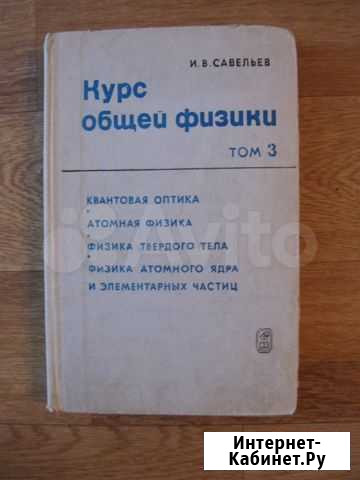 И. В. САВЕЛЬЕВ
Курс
общей физики
ТОМ 3
КВАНТОВАЯ ОПТИКА
АТОМНАЯ ФИЗИКА
ФИЗИКА ТВЕРДОГО ТЕЛА
ФИЗИКА АТОМНОГО ЯДРА
И ЭЛЕМЕНТАРНЫХ ЧАСТИЦ
Avito
Интернет-
Кабинет.Ру